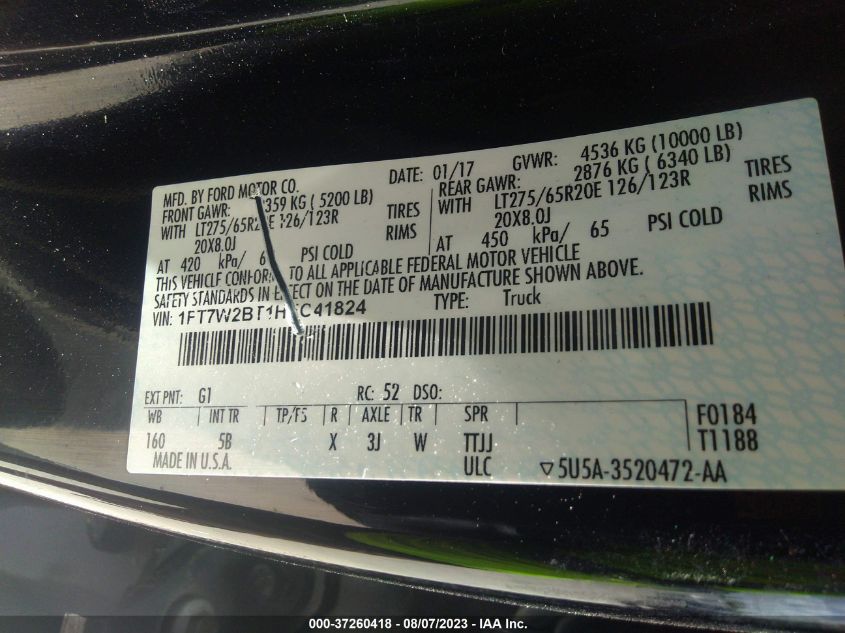 MFD. BY FORD MOTOR CO. DATE: 01/17 GVWR: 4536 KG (10000 LB)
FRONT GAWR: 359 KG ( 5200 LB) REAR GAWR: 2876 KG ( 6340 LB)
WITH LT275/65R20E 126/123R TIRES WITH LT275/65R20E 126/123R TIRES
20X8.0J RIMS 20X8.0J RIMS
AT 420 kPa/ PSI COLD AT 450 kPa/ 65 PSI COLD
THIS VEHICLE CONFORMS TO ALL APPLICABLE FEDERAL MOTOR VEHICLE
SAFETY STANDARDS IN EFFECT ON THE DATE OF MANUFACTURE SHOWN ABOVE.
VIN: 1FT7W2BT1H C41824 TYPE: Truck
EXT PNT: G1 RC: 52 DSO:
WB INT TR TP/PS R AXLE TR SPR F0184
160 5B X 3J W TTJJ T1188
MADE IN U.S.A. ULC ▽5U5A-3520472-AA
000-37260418 - 08/07/2023 - IAA Inc.